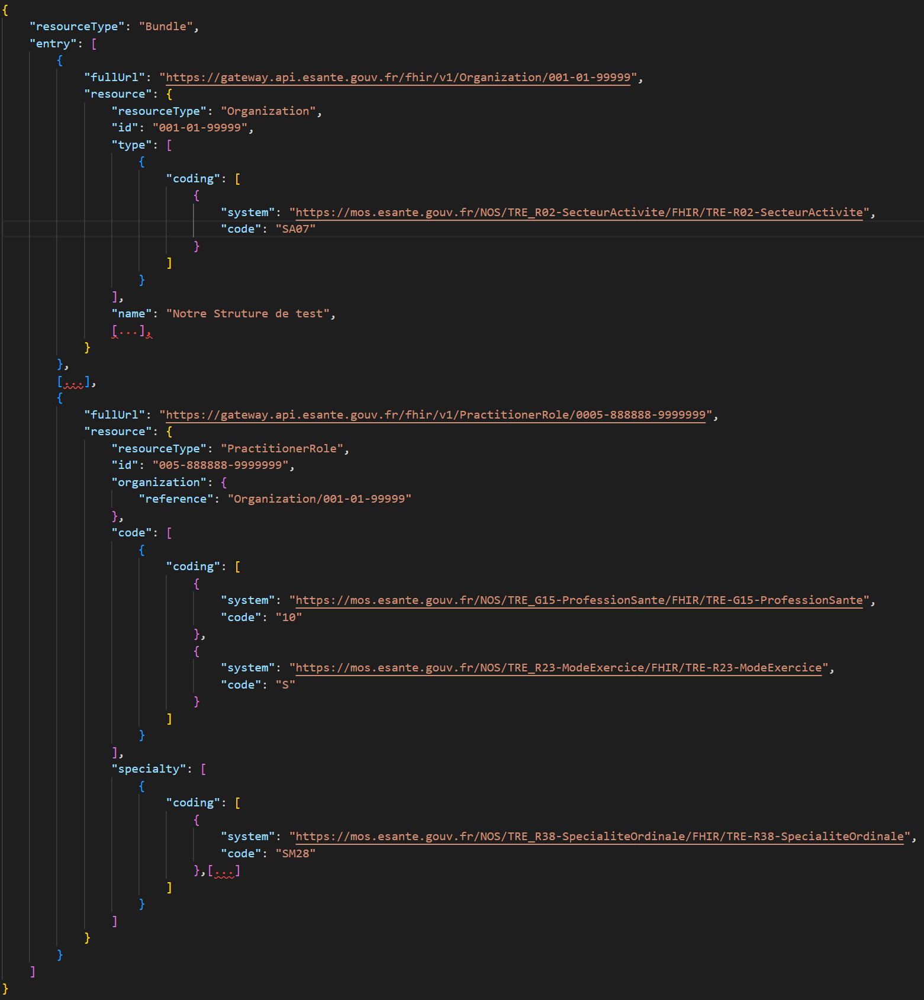 {
    "resourceType": "Bundle",
    "entry": [
        {
            "fullUrl": "https://gateway.api.esante.gouv.fr/fhir/v1/Organization/001-01-99999",
            "resource": {
                "resourceType": "Organization",
                "id": "001-01-99999",
                "type": [
                    {
                        "coding": [
                            {
                                "system": "https://mos.esante.gouv.fr/NOS/TRE_R02-SecteurActivite/FHIR/TRE-R02-SecteurActivite",
                                "code": "SA07"
                            }
                        ]
                    }
                ],
                "name": "Notre Struture de test",
                [...],
            }
        },
        [...],
        {
            "fullUrl": "https://gateway.api.esante.gouv.fr/fhir/v1/PractitionerRole/0005-888888-9999999",
            "resource": {
                "resourceType": "PractitionerRole",
                "id": "005-888888-9999999",
                "organization": {
                    "reference": "Organization/001-01-99999"
                },
                "code": [
                    {
                        "coding": [
                            {
                                "system": "https://mos.esante.gouv.fr/NOS/TRE_G15-ProfessionSante/FHIR/TRE-G15-ProfessionSante",
                                "code": "10"
                            },
                            {
                                "system": "https://mos.esante.gouv.fr/NOS/TRE_R23-ModeExercice/FHIR/TRE-R23-ModeExercice",
                                "code": "S"
                            }
                        ]
                    }
                ],
                "specialty": [
                    {
                        "coding": [
                            {
                                "system": "https://mos.esante.gouv.fr/NOS/TRE_R38-SpecialiteOrdinale/FHIR/TRE-R38-SpecialiteOrdinale",
                                "code": "SM28"
                            },[...]
                        ]
                    }
                ]
            }
        }
    ]
}